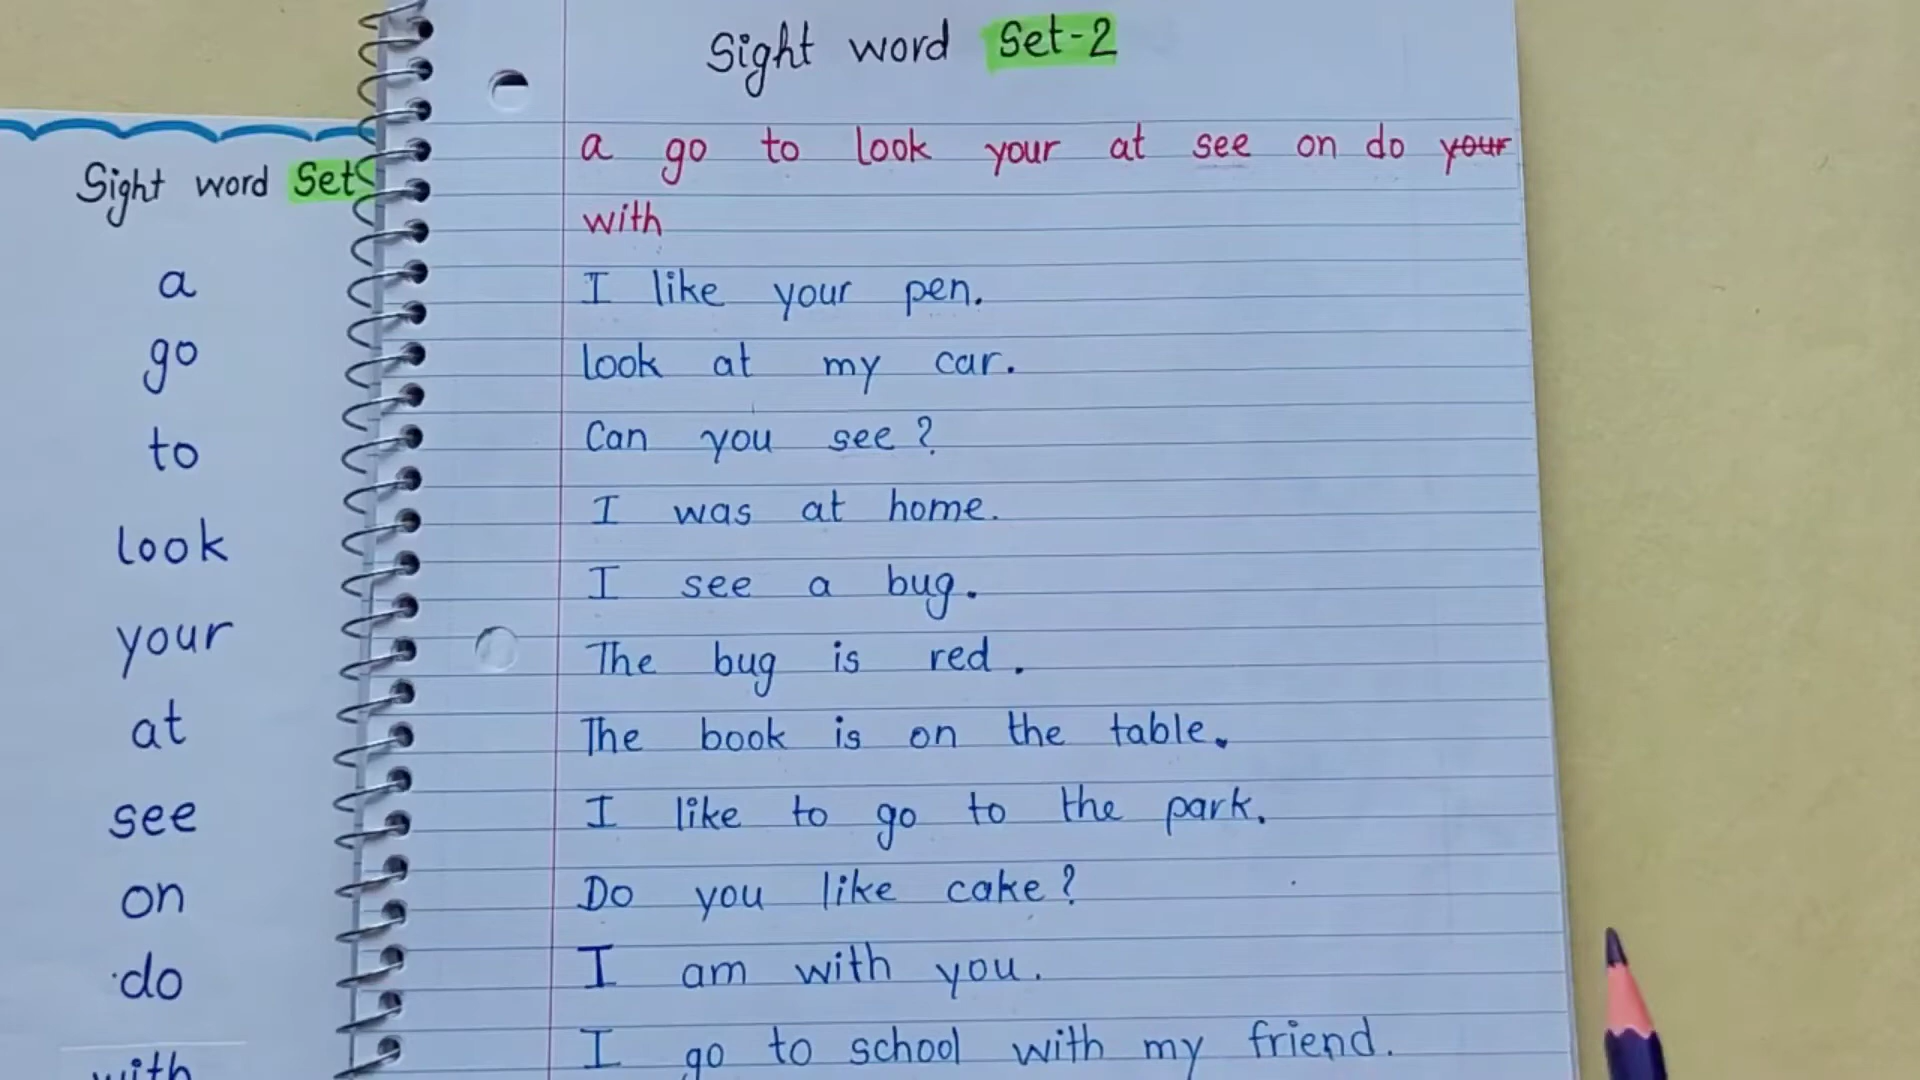 Sight word Set
a
go
to
look
your
at
see
on
do
with
Sight word Set-2
a go to look your at see on do your
with
I like your pen.
look at my car.
Can you see?
I was at home.
I see a bug.
The bug is red.
The book is on the table.
I like to go to the park.
Do you like cake?
I am with you.
I go to school with my friend.